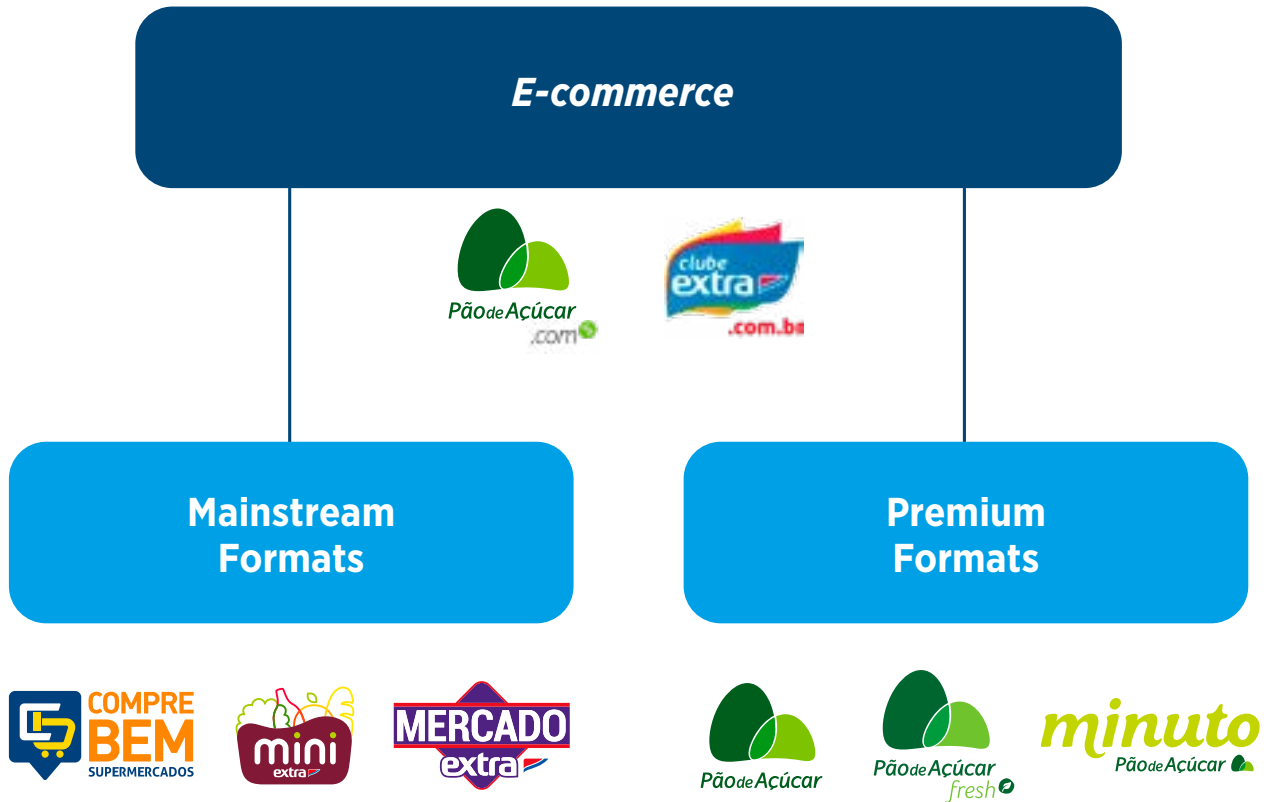 E-commerce
PãodeAçúcar
.com
clube
extra
.com.br
Mainstream
Formats
Premium
Formats
COMPRE
BEM
SUPERMERCADOS
mini
extra
MERCADO
extra
PãodeAçúcar
PãodeAçúcar
fresh
minuto
PãodeAçúcar